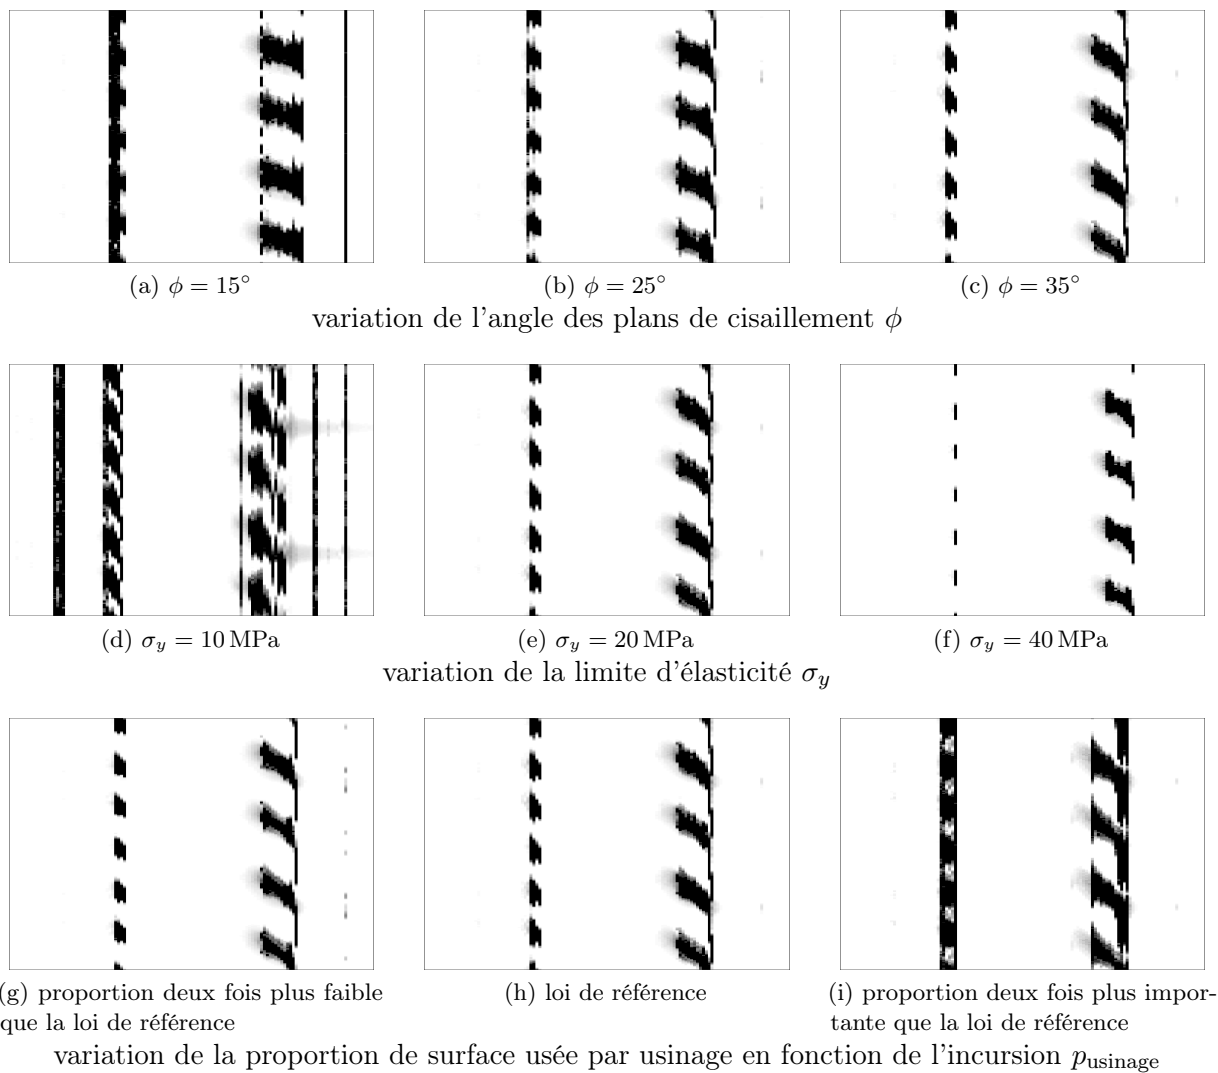 (a) ϕ = 15° (b) ϕ = 25° (c) ϕ = 35°
variation de l'angle des plans de cisaillement ϕ
(d) σy = 10 MPa (e) σy = 20 MPa (f) σy = 40 MPa
variation de la limite d'élasticité σy
(g) proportion deux fois plus faible
que la loi de référence
(h) loi de référence
(i) proportion deux fois plus impor-
tante que la loi de référence
variation de la proportion de surface usée par usinage en fonction de l'incursion pusinage